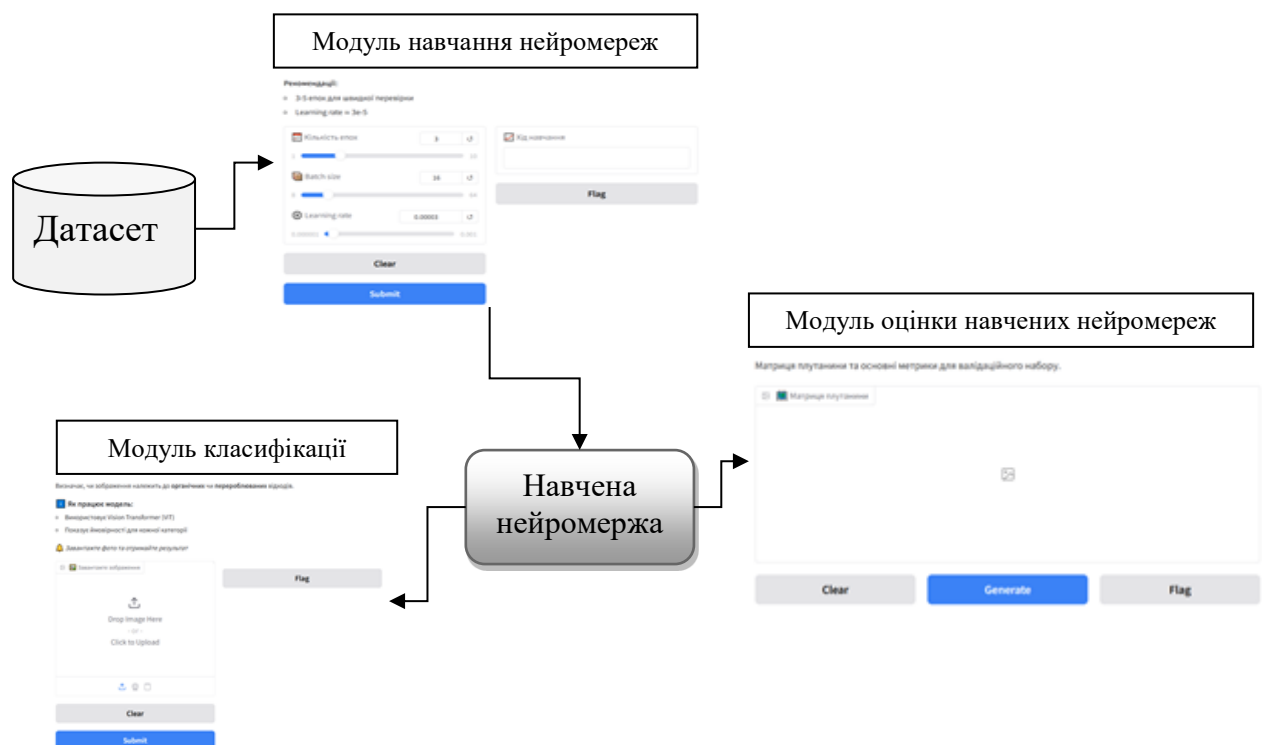 Модуль навчання нейромереж
Рекомендації:
3-5 епох для швидкої перевірки
Learning rate ≈ 3e-5
Кількість епох
3
Хід навчання
Batch size
16
Flag
Learning rate
0.00003
0.000001
0.001
Clear
Submit
Датасет
Модуль оцінки навчених нейромереж
Матриця плутанини та основні метрики для валідаційного набору.
Матриця плутанини
Clear
Generate
Flag
Навчена
нейромержа
Модуль класифікації
Визначає, чи зображення належить до органічних чи перероблюваних відходів.
Як працює модель:
Використовує Vision Transformer (ViT)
Показує ймовірності для кожної категорії
Завантажте фото та отримайте результат
Завантажте зображення
Flag
Drop Image Here
- or -
Click to Upload
Clear
Submit